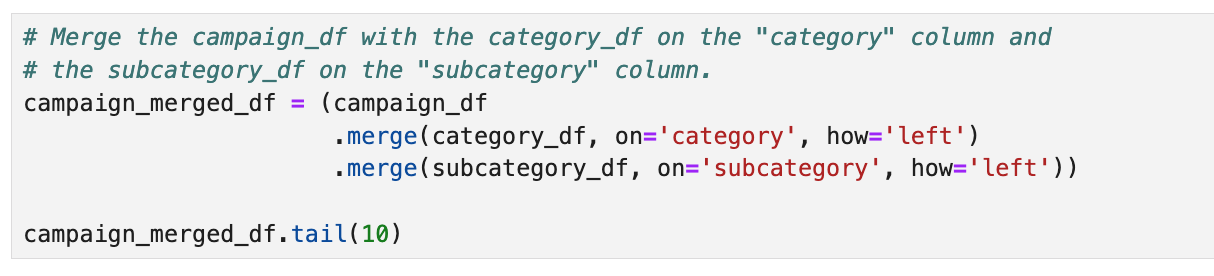 # Merge the campaign_df with the category_df on the "category" column and
# the subcategory_df on the "subcategory" column.
campaign_merged_df = (campaign_df
                      .merge(category_df, on='category', how='left')
                      .merge(subcategory_df, on='subcategory', how='left'))

campaign_merged_df.tail(10)